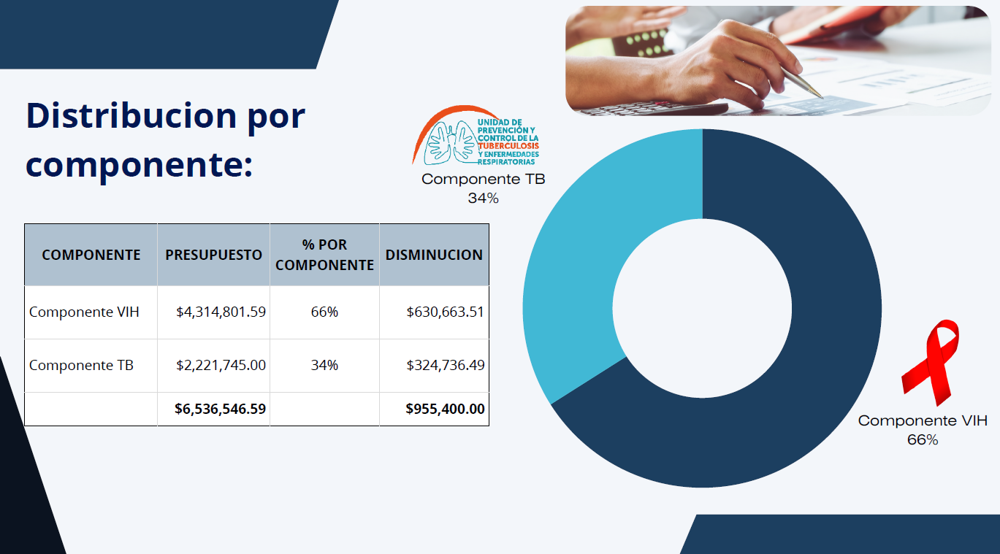 Distribucion por
componente:
UNIDAD DE
PREVENCIÓN Y
CONTROL DE LA
TUBERCULOSIS
Y ENFERMEDADES
RESPIRATORIAS
Componente TB
34%
COMPONENTE PRESUPUESTO % POR COMPONENTE DISMINUCION
Componente VIH $4,314,801.59 66% $630,663.51
Componente TB $2,221,745.00 34% $324,736.49
$6,536,546.59 $955,400.00
Componente VIH
66%